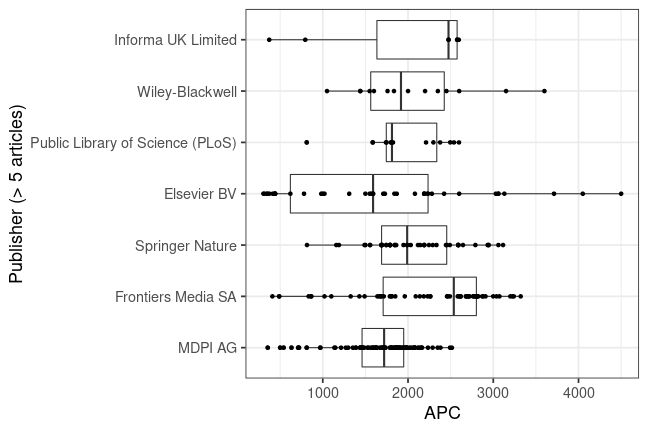 Publisher (> 5 articles)
Informa UK Limited
Wiley-Blackwell
Public Library of Science (PLoS)
Elsevier BV
Springer Nature
Frontiers Media SA
MDPI AG
1000 2000 3000 4000
APC